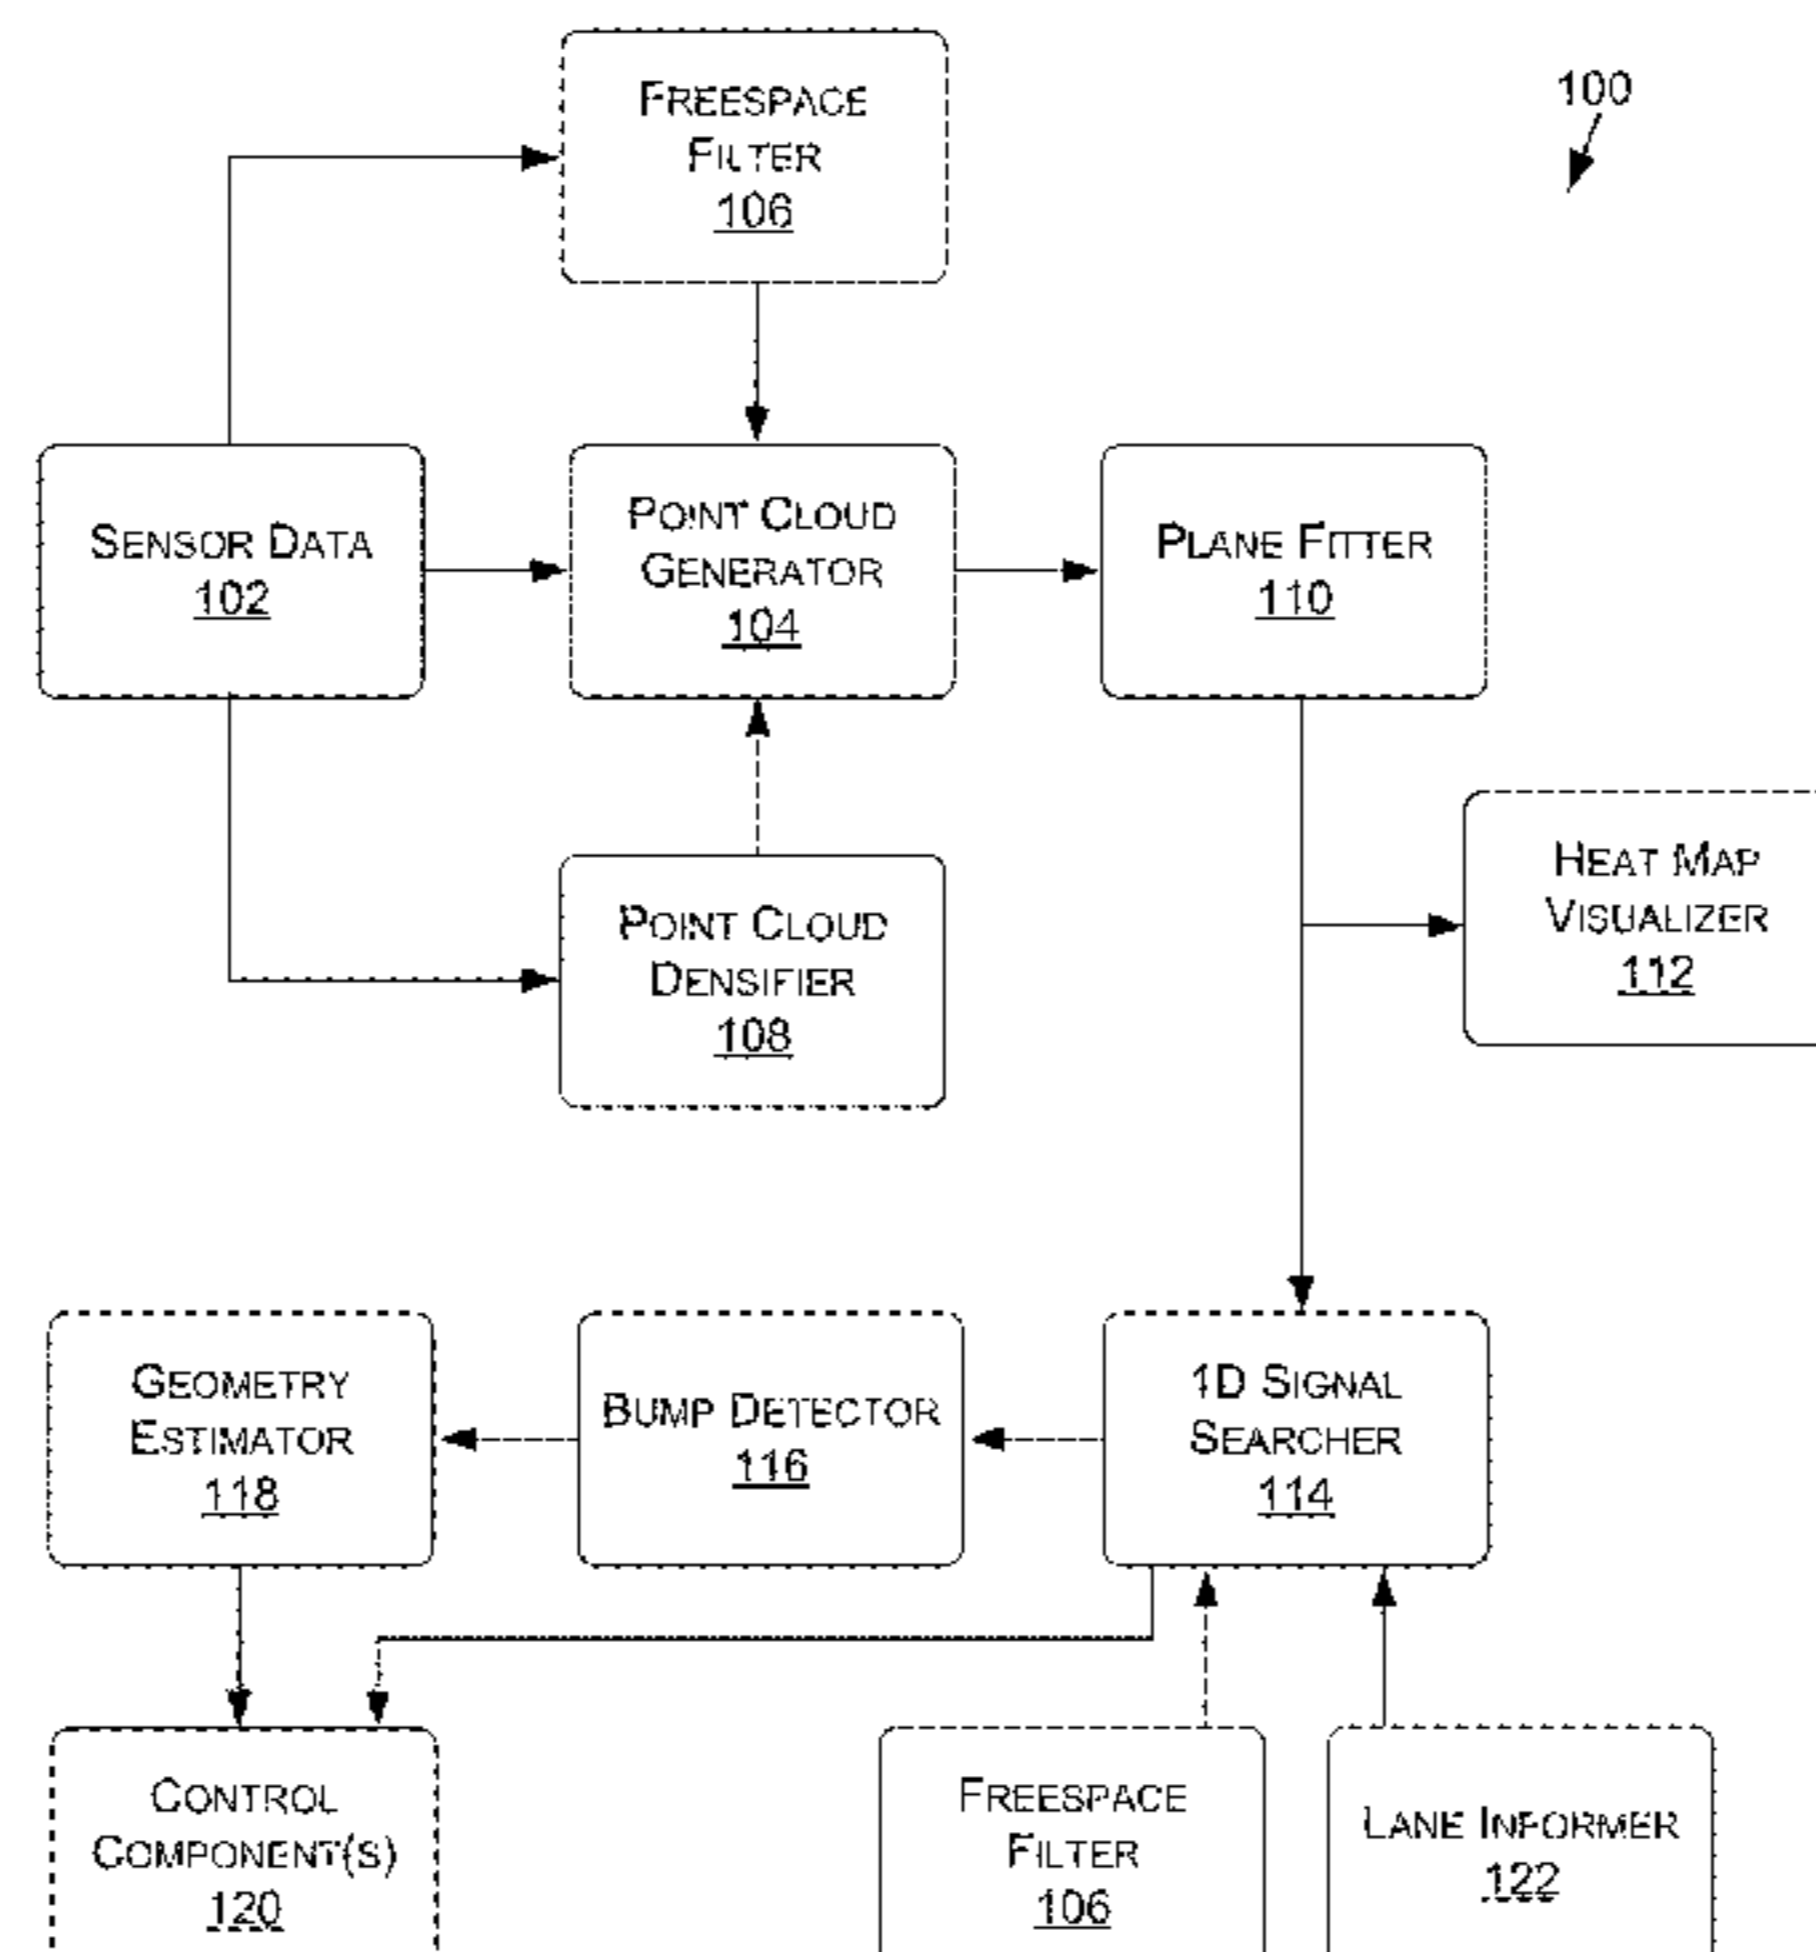 FREESPACE
FILTER
106
100
SENSOR DATA
102
POINT CLOUD
GENERATOR
104
PLANE FITTER
110
HEAT MAP
VISUALIZER
112
POINT CLOUD
DENSIFIER
108
GEOMETRY
ESTIMATOR
118
BUMP DETECTOR
116
1D SIGNAL
SEARCHER
114
CONTROL
COMPONENT(S)
120
FREESPACE
FILTER
106
LANE INFORMER
122